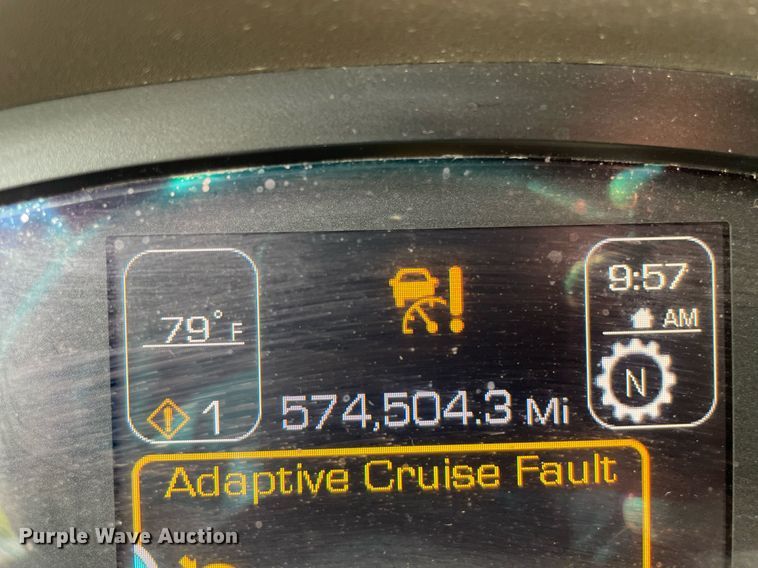 79° F
1
574,504.3 Mi
9:57
AM
N
Adaptive Cruise Fault
Purple Wave Auction